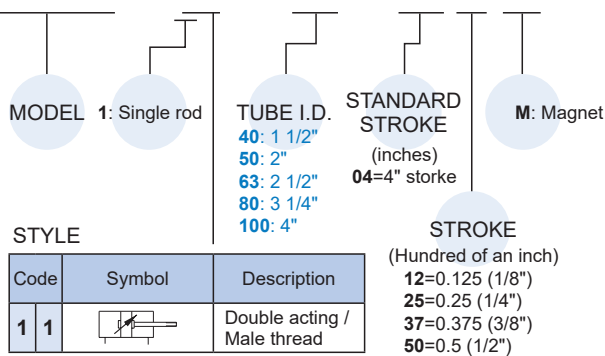 MODEL
1: Single rod
TUBE I.D.
40: 1 1/2"
50: 2"
63: 2 1/2"
80: 3 1/4"
100: 4"
STANDARD
STROKE
(inches)
04=4" storke
M: Magnet
STROKE
(Hundred of an inch)
12=0.125 (1/8")
25=0.25 (1/4")
37=0.375 (3/8")
50=0.5 (1/2")
STYLE
Code Symbol Description
1 1 Double acting /
Male thread